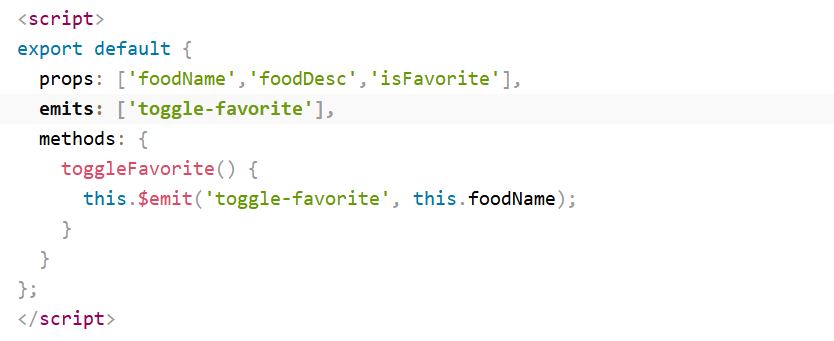 <script>
export default {
  props: ['foodName','foodDesc','isFavorite'],
  emits: ['toggle-favorite'],
  methods: {
    toggleFavorite() {
      this.$emit('toggle-favorite', this.foodName);
    }
  }
};
</script>